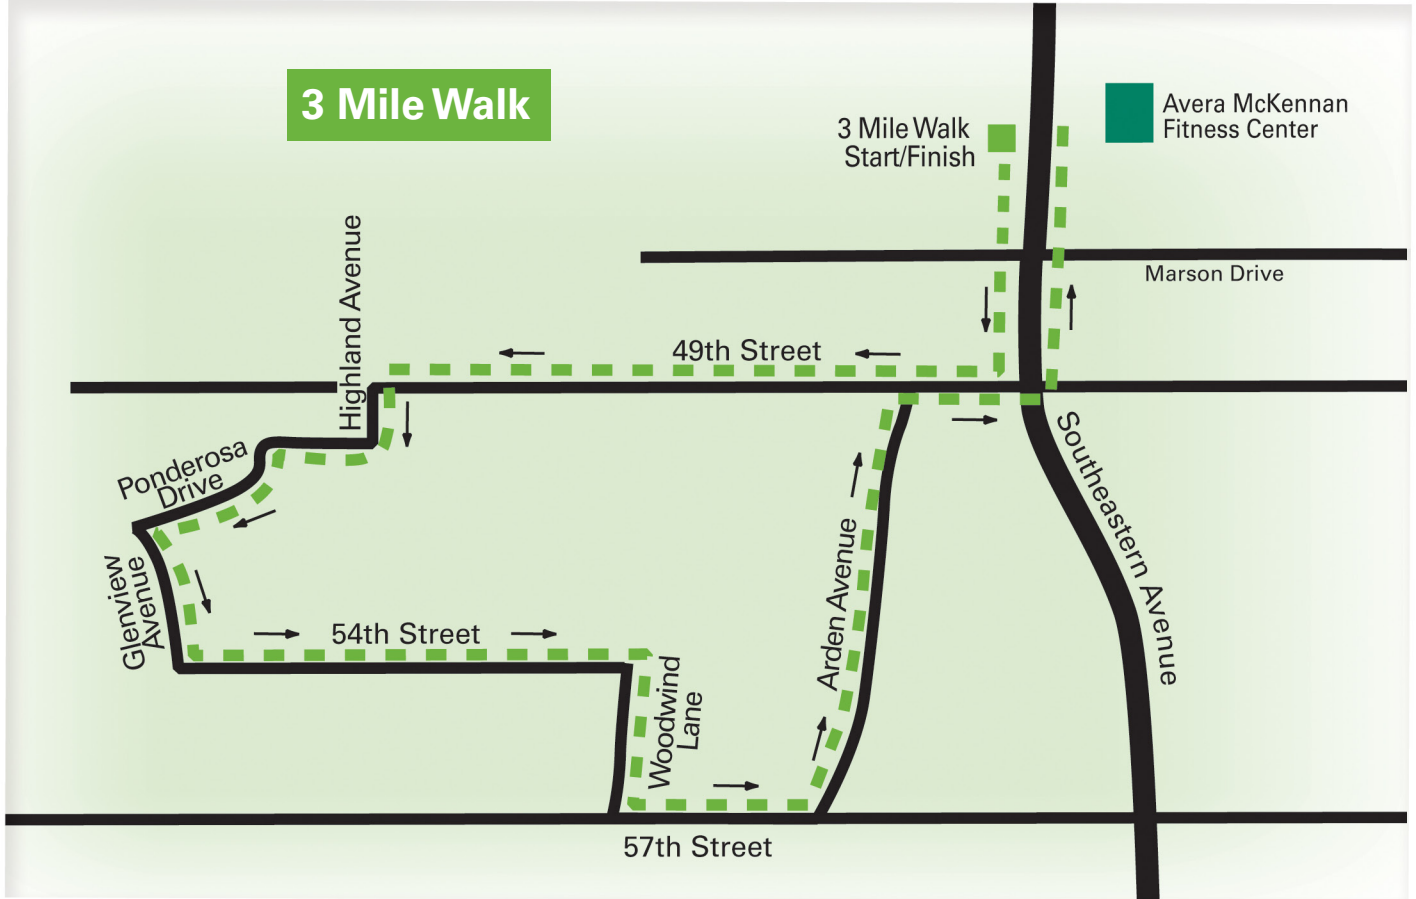 3 Mile Walk
Avera McKennan
Fitness Center
3 Mile Walk
Start/Finish
Marson Drive
Highland Avenue
49th Street
Ponderosa
Drive
Southeastern Avenue
Glenview
Avenue
Arden Avenue
54th Street
Woodwind
Lane
57th Street